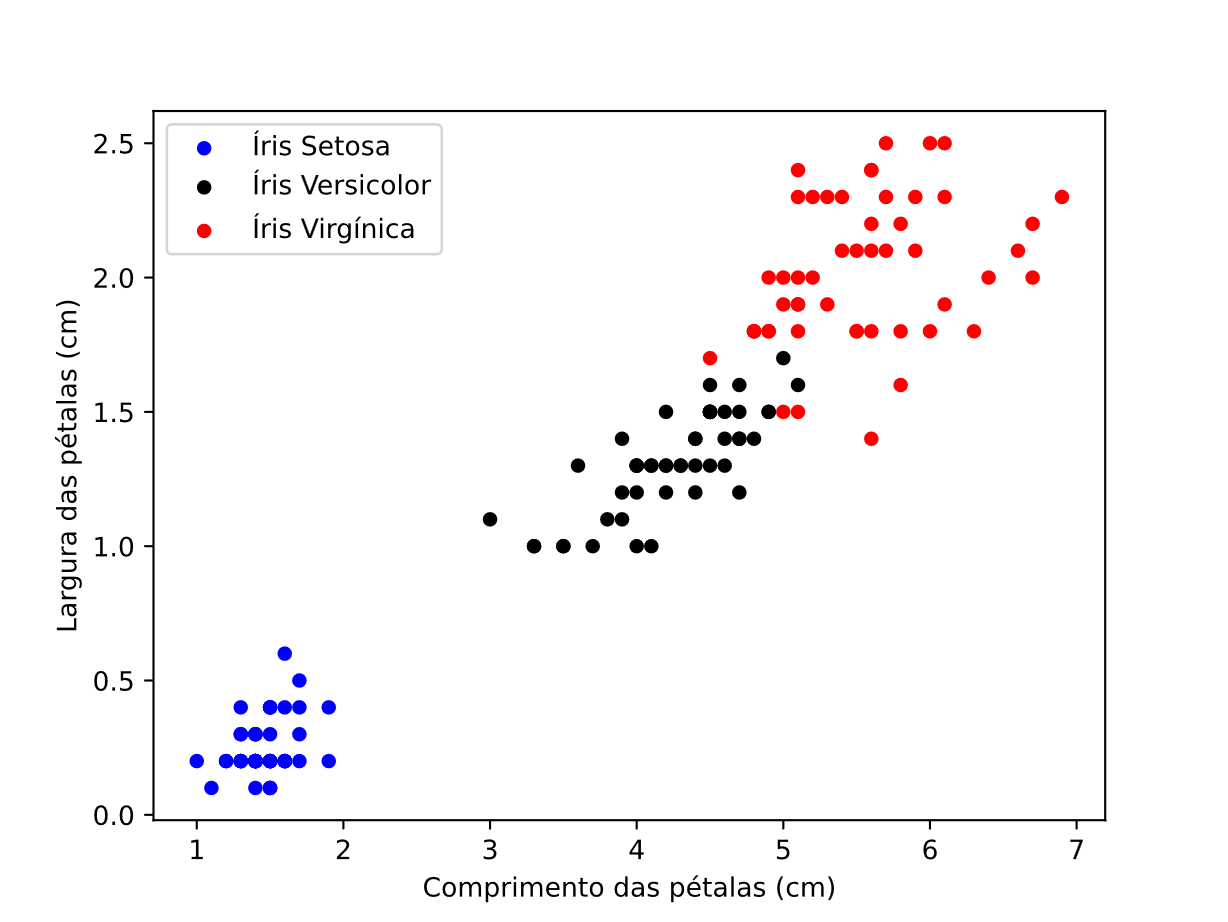 Íris Setosa
Íris Versicolor
Íris Virgínica
2.5
2.0
1.5
1.0
0.5
0.0
Largura das pétalas (cm)
1 2 3 4 5 6 7
Comprimento das pétalas (cm)